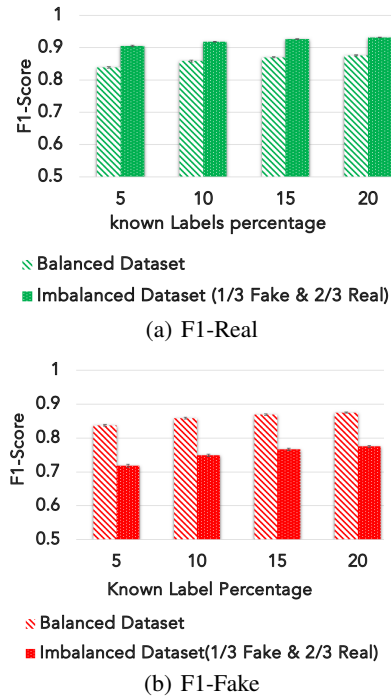 1
0.9
0.8
0.7
0.6
0.5
F1-Score
5 10 15 20
known Labels percentage
Balanced Dataset
Imbalanced Dataset (1/3 Fake & 2/3 Real)
(a) F1-Real
1
0.9
0.8
0.7
0.6
0.5
F1-Score
5 10 15 20
Known Label Percentage
Balanced Dataset
Imbalanced Dataset(1/3 Fake & 2/3 Real)
(b) F1-Fake